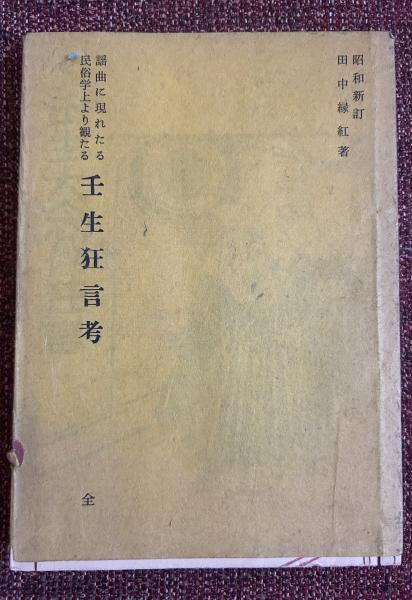 昭和新訂
田中緑紅著
謡曲に現れたる
民俗学上より観たる
壬生狂言考
全